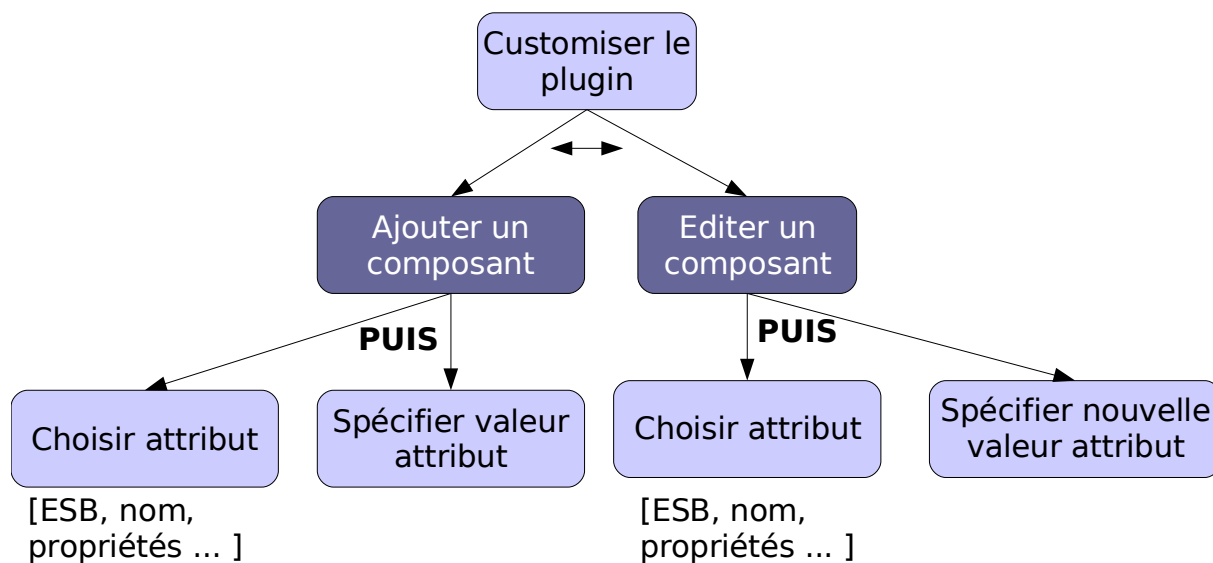 Customiser le
plugin
Ajouter un
composant
Editer un
composant
PUIS
PUIS
Choisir attribut
Spécifier valeur
attribut
Choisir attribut
Spécifier nouvelle
valeur attribut
[ESB, nom,
propriétés ... ]
[ESB, nom,
propriétés ... ]